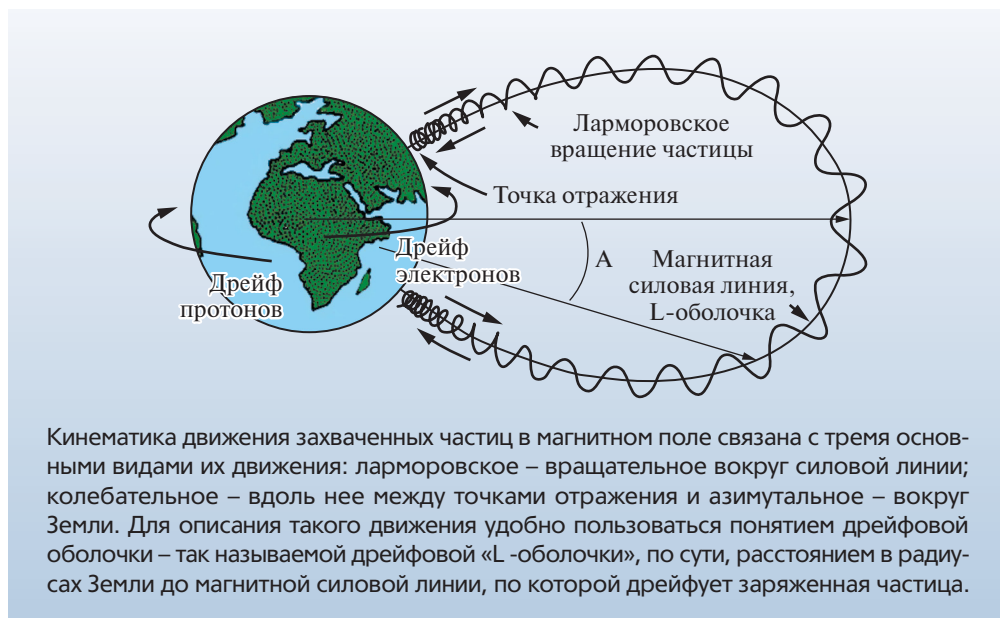 Ларморовское
вращение частицы
Точка отражения
Дрейф
электронов
Дрейф
протонов
А
Магнитная
силовая линия,
L-оболочка
Кинематика движения захваченных частиц в магнитном поле связана с тремя основ-
ными видами их движения: ларморовское – вращательное вокруг силовой линии;
колебательное – вдоль нее между точками отражения и азимутальное – вокруг
Земли. Для описания такого движения удобно пользоваться понятием дрейфовой
оболочки – так называемой дрейфовой «L -оболочки», по сути, расстоянием в радиу-
сах Земли до магнитной силовой линии, по которой дрейфует заряженная частица.